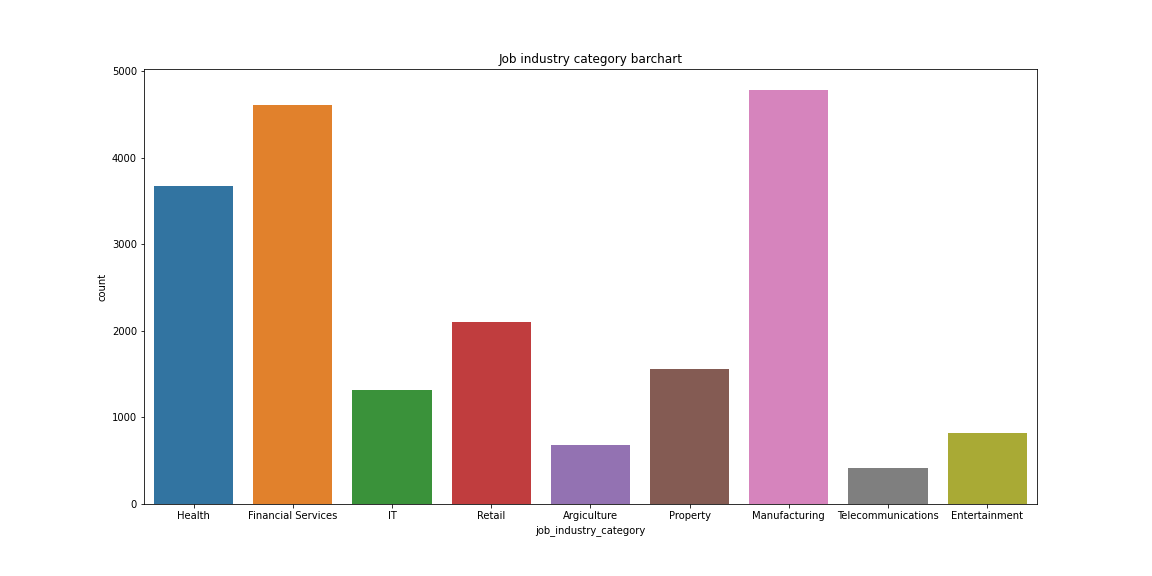 Job industry category barchart
5000
4000
3000
2000
1000
0
count
Health Financial Services IT Retail Argiculture Property Manufacturing Telecommunications Entertainment
job_industry_category